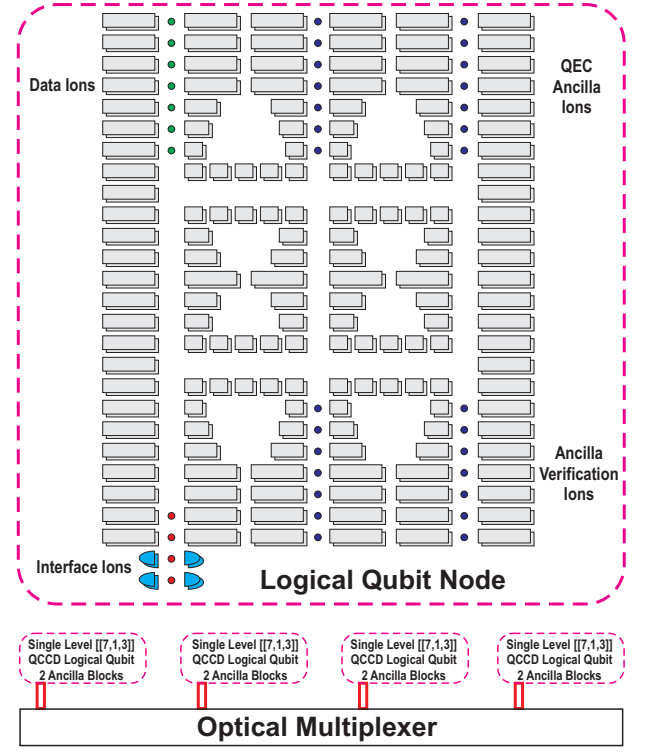 Data Ions
QEC
Ancilla
Ions
Ancilla
Verification
Ions
Interface Ions
Logical Qubit Node
Single Level [[7,1,3]]
QCCD Logical Qubit
2 Ancilla Blocks
Single Level [[7,1,3]]
QCCD Logical Qubit
2 Ancilla Blocks
Single Level [[7,1,3]]
QCCD Logical Qubit
2 Ancilla Blocks
Single Level [[7,1,3]]
QCCD Logical Qubit
2 Ancilla Blocks
Optical Multiplexer